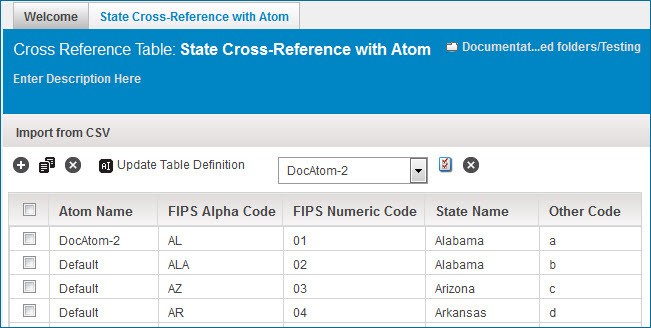 Welcome State Cross-Reference with Atom
Cross Reference Table: State Cross-Reference with Atom Documentat...ed folders/Testing
Enter Description Here
Import from CSV
AI Update Table Definition DocAtom-2
Atom Name FIPS Alpha Code FIPS Numeric Code State Name Other Code
DocAtom-2 AL 01 Alabama a
Default ALA 02 Alabama b
Default AZ 03 Arizona c
Default AR 04 Arkansas d